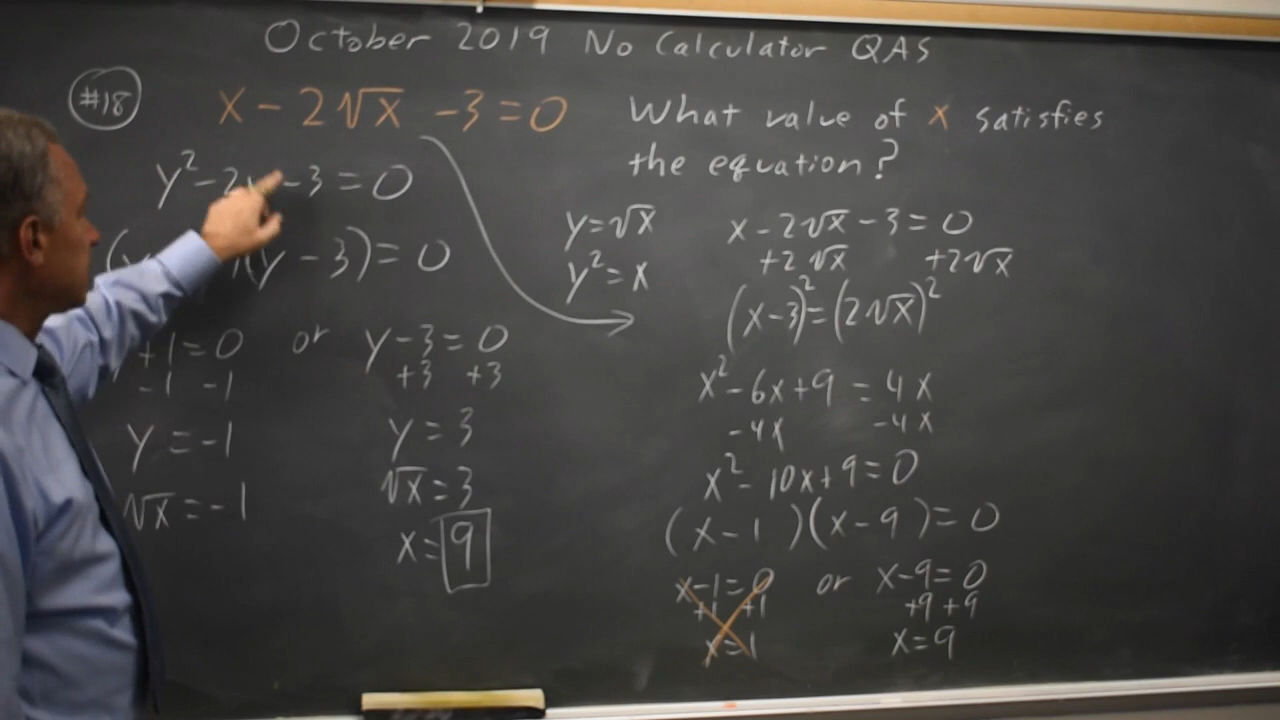 October 2019 No Calculator QAS
#18
x - 2√x - 3 = 0
What value of x satisfies
the equation?
y² - 2y - 3 = 0
(y 1)(y - 3) = 0
+1 = 0 or y - 3 = 0
-1 -1 +3 +3
y = -1 y = 3
√x = -1 √x = 3
x = 9
y = √x
y² = x
x - 2√x - 3 = 0
+2√x +2√x
(x - 3)² = (2√x)²
x² - 6x + 9 = 4x
-4x -4x
x² - 10x + 9 = 0
(x - 1)(x - 9) = 0
x - 1 = 0 or x - 9 = 0
+1 +1 +9 +9
x = 1 x = 9